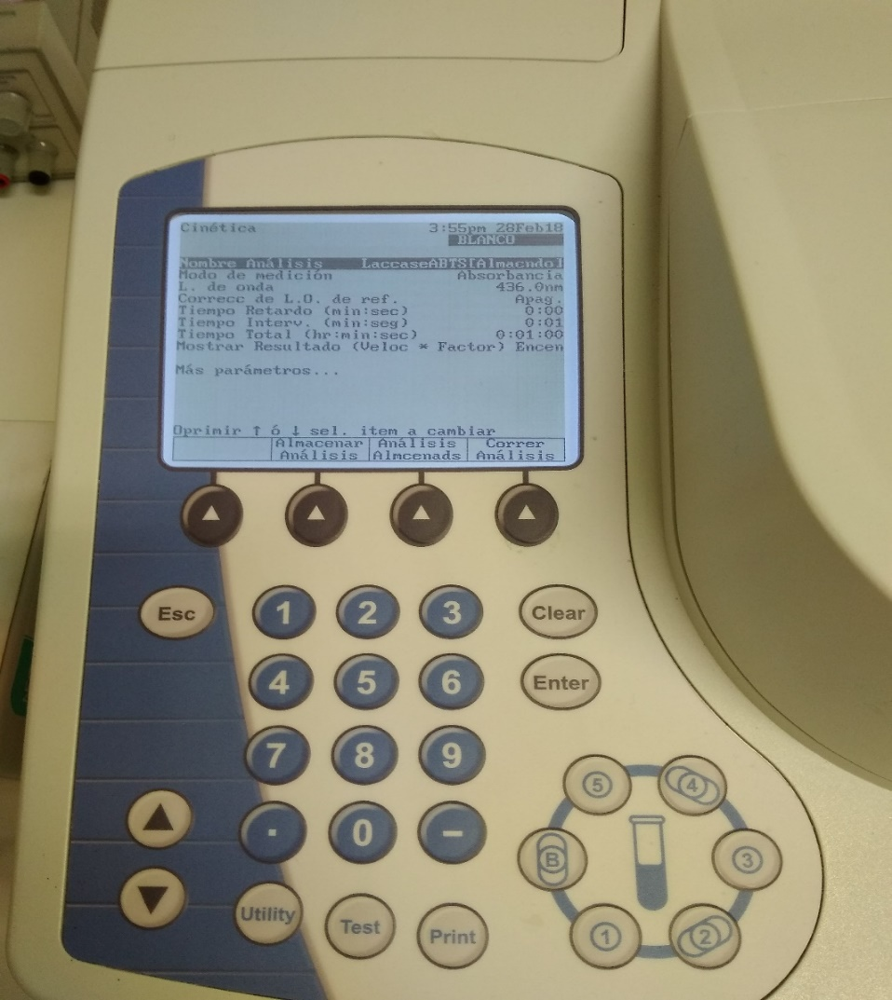 Cinética 3:55pm 28Feb18
BLANCO
Nombre Análisis LaccaseABTS[Almacndo]
Modo de medición Absorbancia
L. de onda 436.0nm
Correcc de L.O. de ref. Apag.
Tiempo Retardo (min:sec) 0:00
Tiempo Interv. (min:seg) 0:01
Tiempo Total (hr:min:sec) 0:01:00
Mostrar Resultado (Veloc * Factor) Encen
Más parámetros...
Oprimir ↑ ó ↓ sel. item a cambiar
Almacenar Análisis Correr
Análisis Almcenads Análisis
Esc 1 2 3 Clear
4 5 6 Enter
7 8 9
. 0 −
Utility Test Print
5 4
B 3
1 2